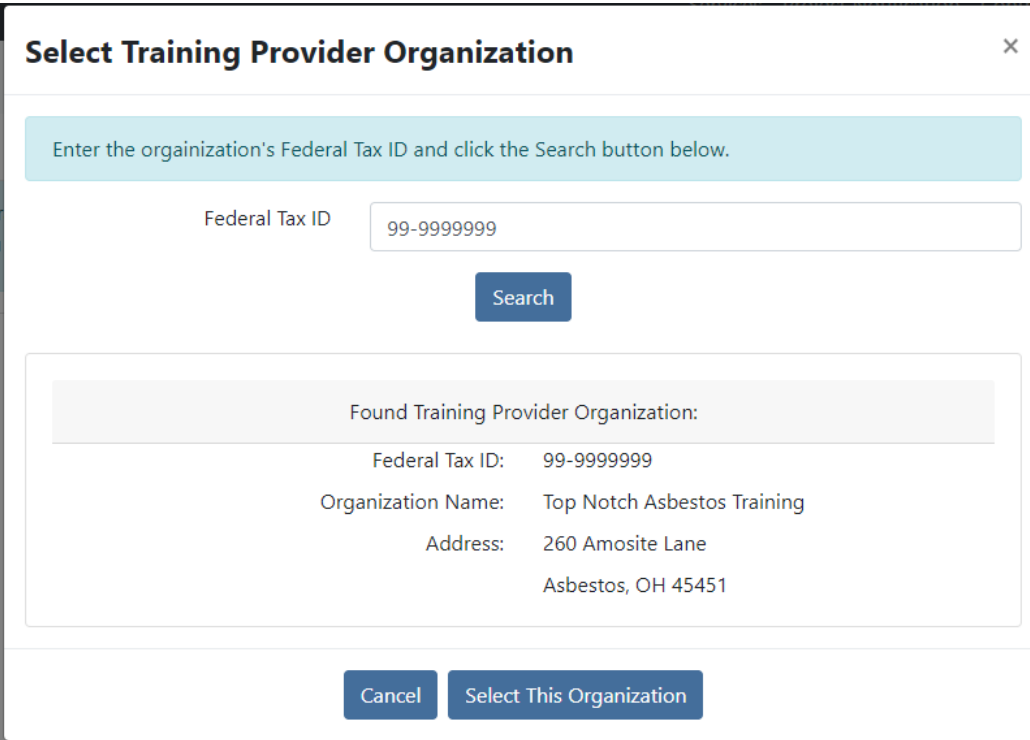 Select Training Provider Organization ×
Enter the orgainization's Federal Tax ID and click the Search button below.
Federal Tax ID 99-9999999
Search
Found Training Provider Organization:
Federal Tax ID: 99-9999999
Organization Name: Top Notch Asbestos Training
Address: 260 Amosite Lane
Asbestos, OH 45451
Cancel Select This Organization